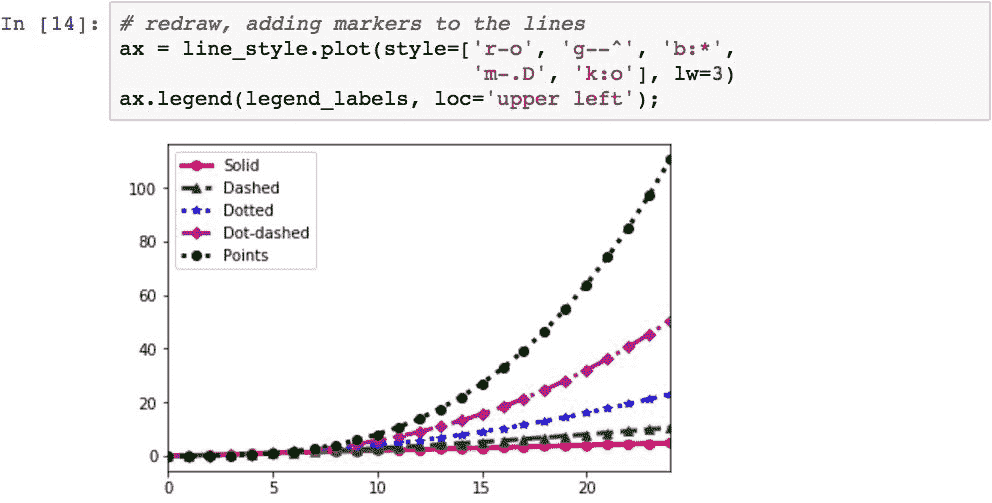 In [14]: # redraw, adding markers to the lines
ax = line_style.plot(style=['r-o', 'g--^', 'b:*',
'm-.D', 'k:o'], lw=3)
ax.legend(legend_labels, loc='upper left');
Solid
Dashed
Dotted
Dot-dashed
Points
100
80
60
40
20
0
0 5 10 15 20